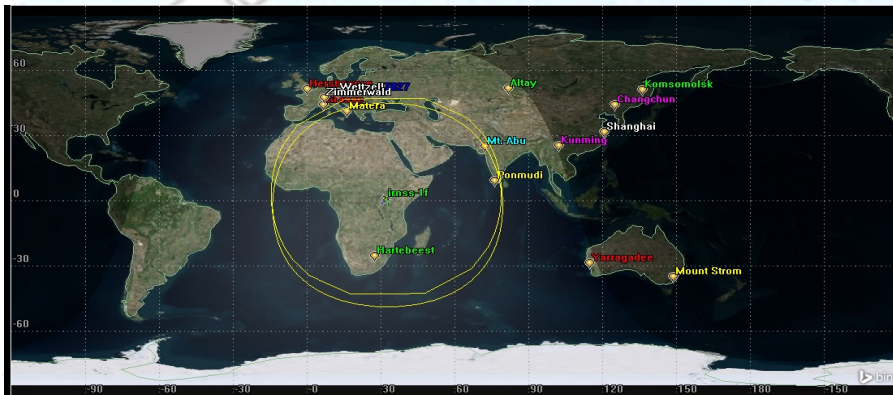 60
Altay
Komsomolsk
Wettzell
Zimmerwald
Changchun
Matera
30
Shanghai
Mt. Abu
Kunming
Ponmudi
0
irnss-1f
Hartebeest
-30
Yarragadee
Mount Strom
-60
-90 -60 -30 -0 30 60 90 120 150 180 -150
bing